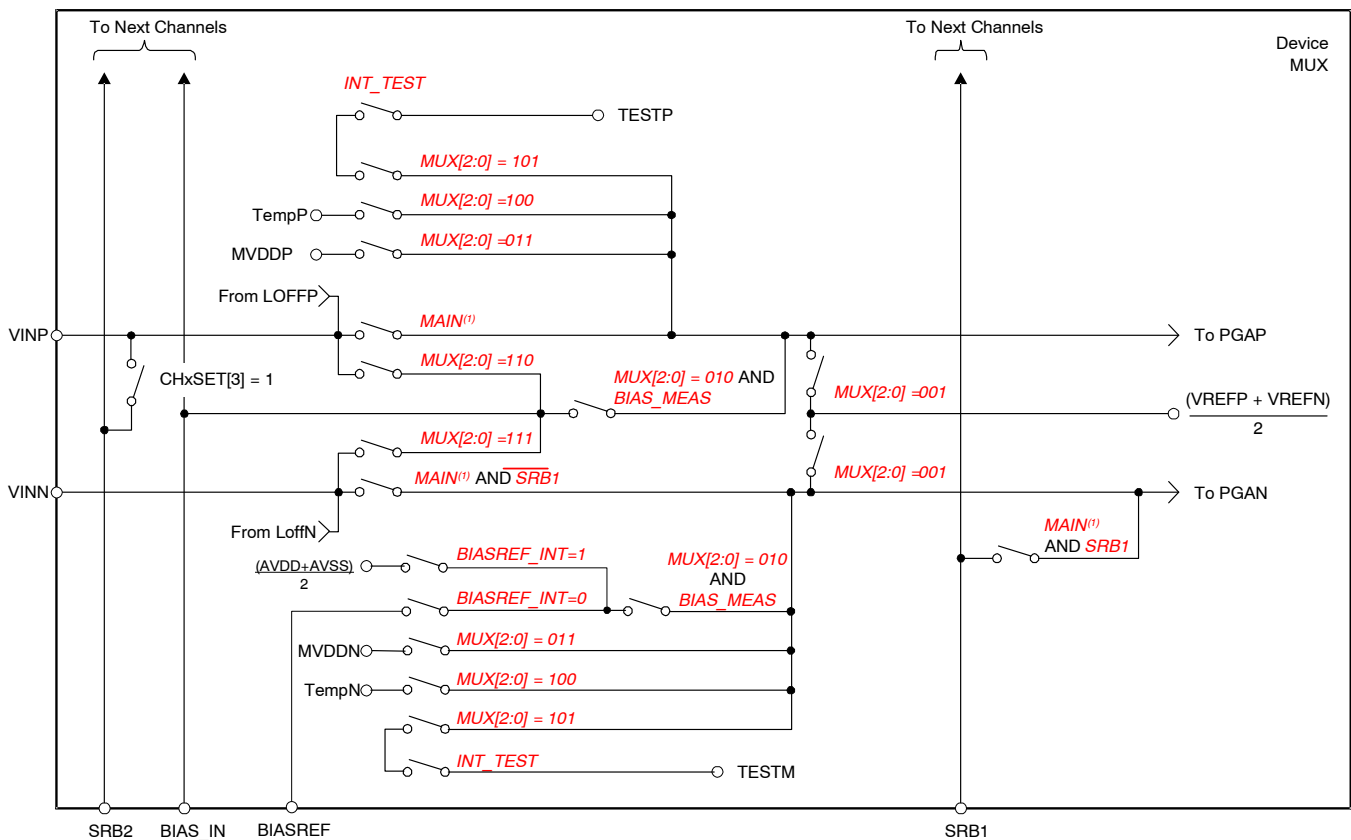 To Next Channels
To Next Channels
Device
MUX
INT_TEST
TESTP
MUX[2:0] = 101
MUX[2:0] =100
TempP
MUX[2:0] =011
MVDDP
From LOFFP
VINP
MAIN(1)
To PGAP
MUX[2:0] =110
CHxSET[3] = 1
MUX[2:0] = 010 AND
BIAS_MEAS
MUX[2:0] =001
(VREFP + VREFN)
2
MUX[2:0] =111
MUX[2:0] =001
MAIN(1) AND SRB1
VINN
To PGAN
From LoffN
MAIN(1)
AND SRB1
BIASREF_INT=1
(AVDD+AVSS)
2
MUX[2:0] = 010
AND
BIAS_MEAS
BIASREF_INT=0
MUX[2:0] = 011
MVDDN
MUX[2:0] = 100
TempN
MUX[2:0] = 101
INT_TEST
TESTM
SRB2
BIAS_IN
BIASREF
SRB1